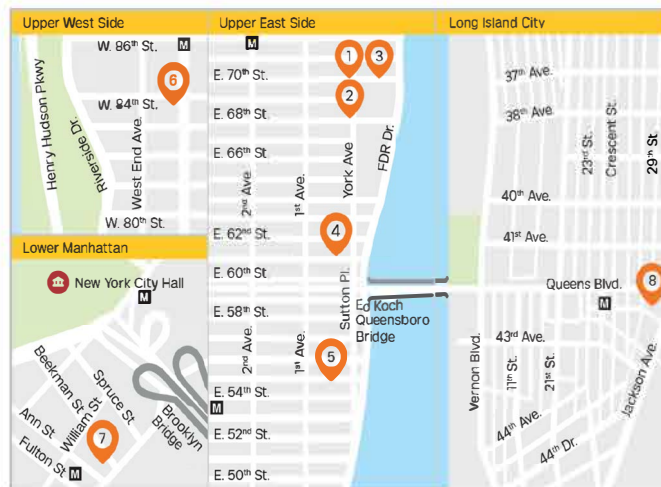 Upper West Side
W. 86th St.
M
6
W. 84th St.
Henry Hudson Pkwy
Riverside Dr.
West End Ave.
W. 80th St.
Lower Manhattan
New York City Hall
M
Beekman St.
Spruce St
William St
Ann St
Fulton St
M
7
Brooklyn
Bridge
Upper East Side
M
1
3
E. 70th St.
2
E. 68th St.
E. 66th St.
2nd Ave.
1st Ave.
York Ave
FDR Dr.
E. 62nd St.
4
E. 60th St.
E. 58th St.
Sutton Pl.
Ed Koch
Queensboro
Bridge
2nd Ave.
1st Ave.
5
E. 54th St.
M
E. 52nd St.
E. 50th St.
Long Island City
37th Ave.
38th Ave.
23rd St.
Crescent St.
29th St.
40th Ave.
41st Ave.
Queens Blvd.
M
8
43rd Ave.
Vernon Blvd.
11th St.
21st St.
Jackson Ave.
44th Ave.
44th Dr.